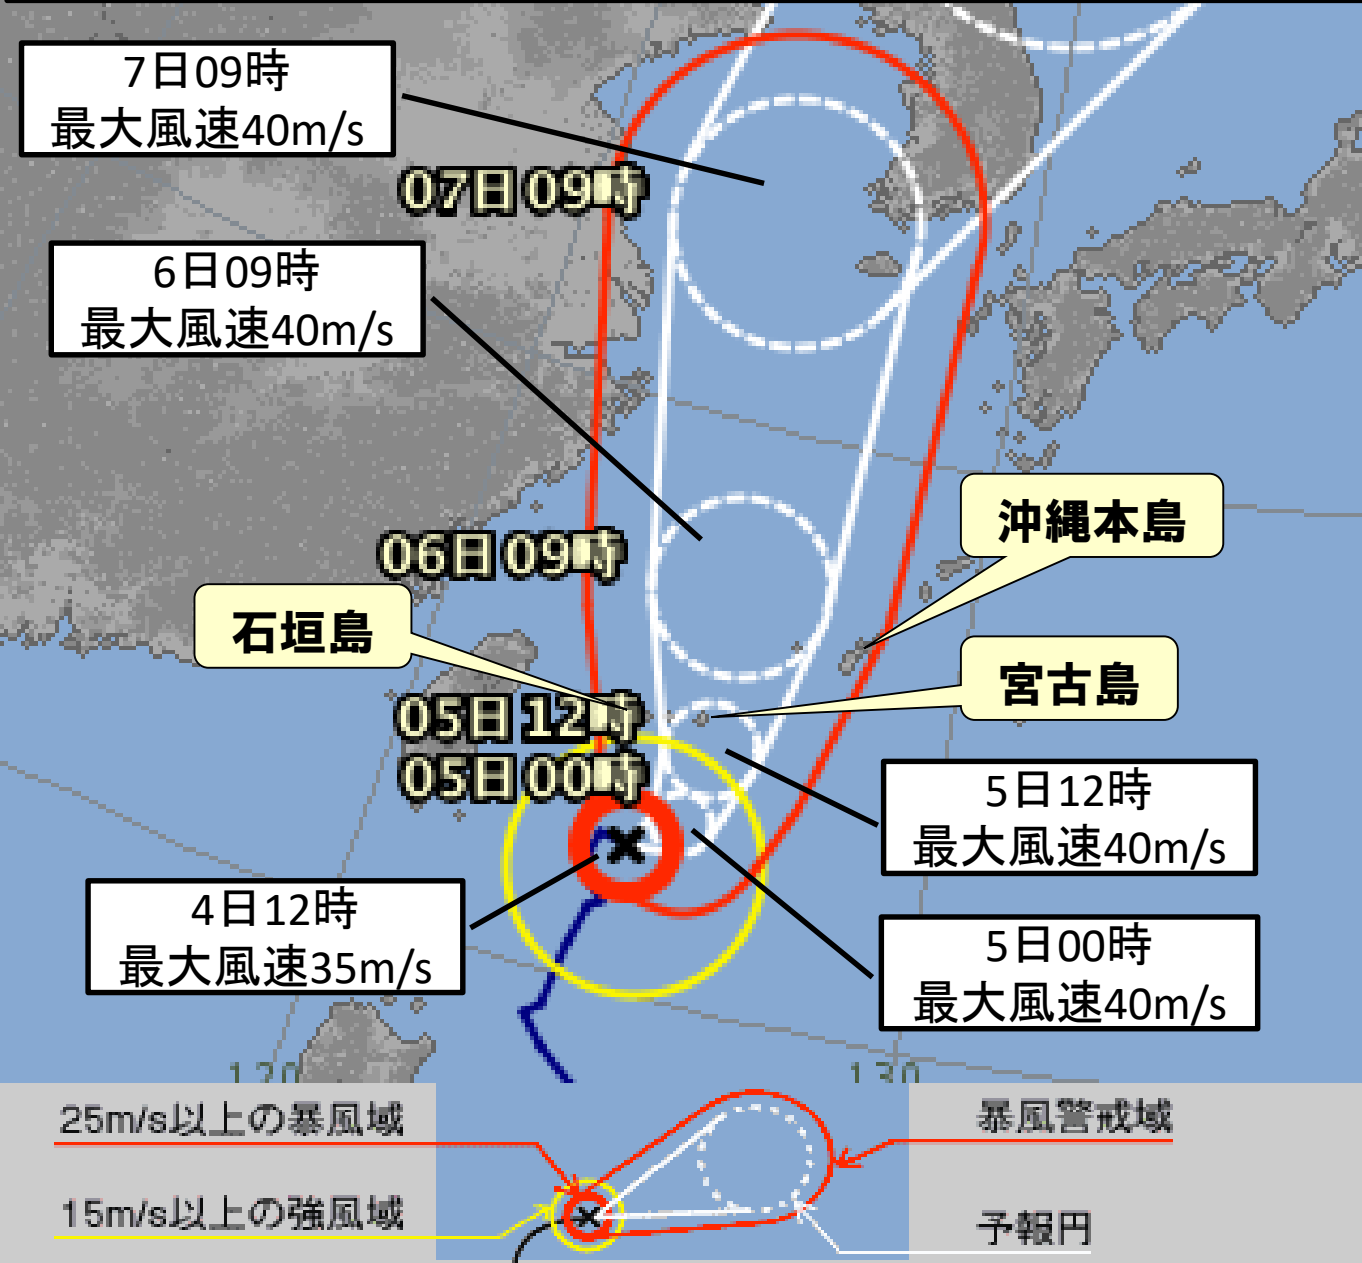 7日09時
最大風速40m/s
07日09時
6日09時
最大風速40m/s
沖縄本島
06日09時
石垣島
宮古島
05日12時
05日00時
5日12時
最大風速40m/s
4日12時
最大風速35m/s
5日00時
最大風速40m/s
120
130
25m/s以上の暴風域
暴風警戒域
15m/s以上の強風域
予報円